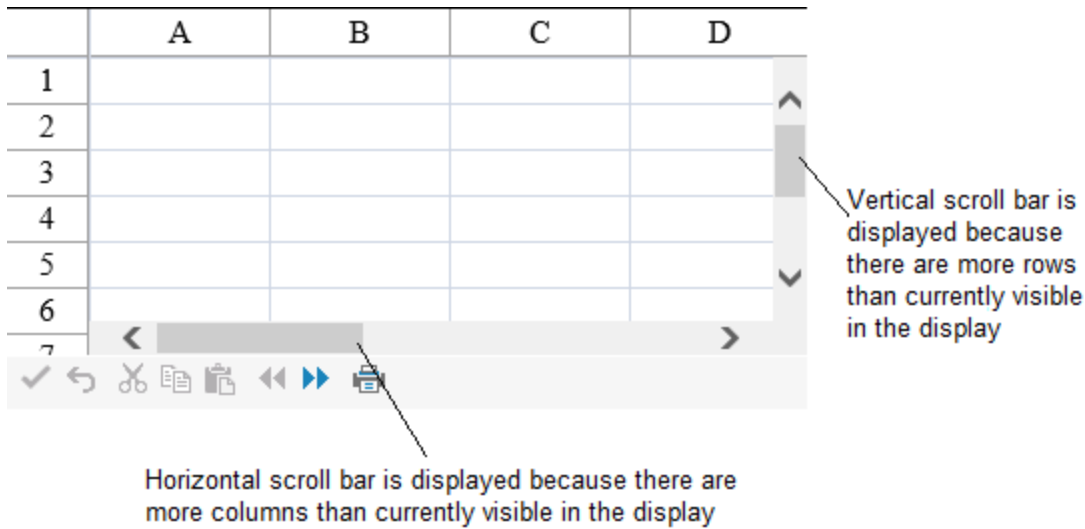 A B C D
1
2
3
4
5
6
7
Vertical scroll bar is
displayed because
there are more rows
than currently visible
in the display
Horizontal scroll bar is displayed because there are
more columns than currently visible in the display